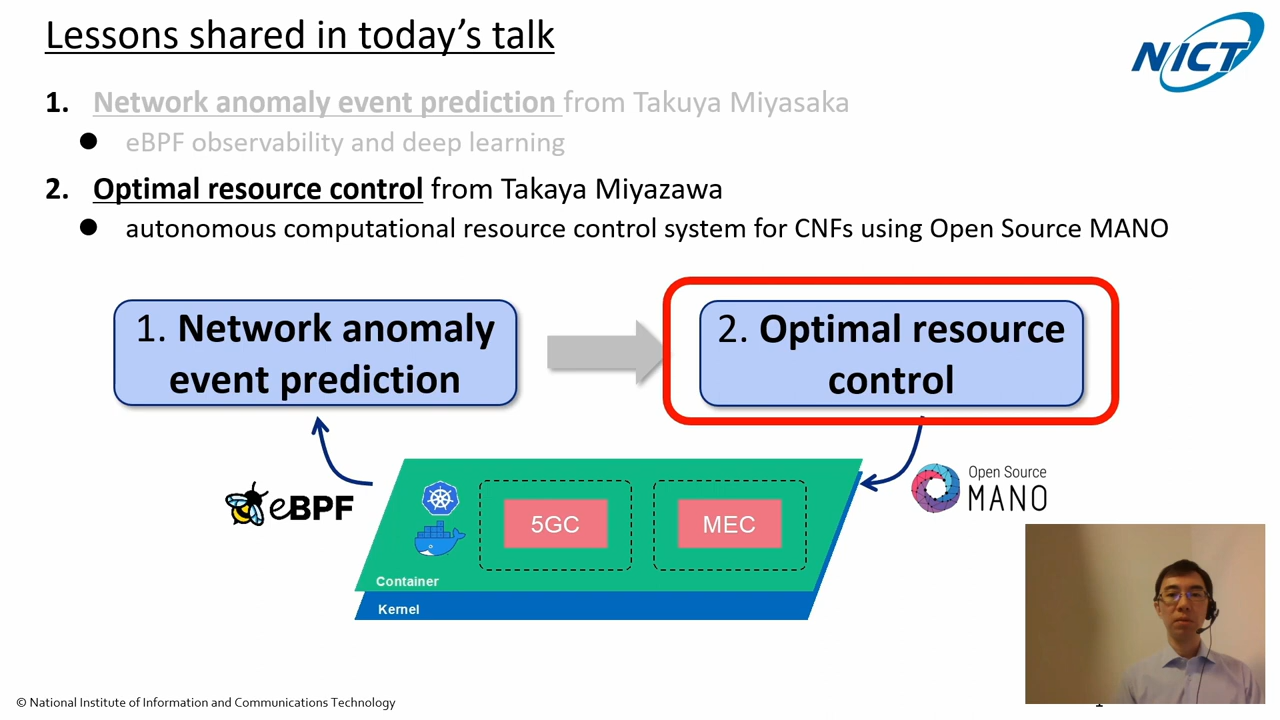 Lessons shared in today's talk
NICT
1. Network anomaly event prediction from Takuya Miyasaka
● eBPF observability and deep learning
2. Optimal resource control from Takaya Miyazawa
● autonomous computational resource control system for CNFs using Open Source MANO
1. Network anomaly
event prediction
2. Optimal resource
control
eBPF
5GC
MEC
Open Source
MANO
Container
Kernel
© National Institute of Information and Communications Technology